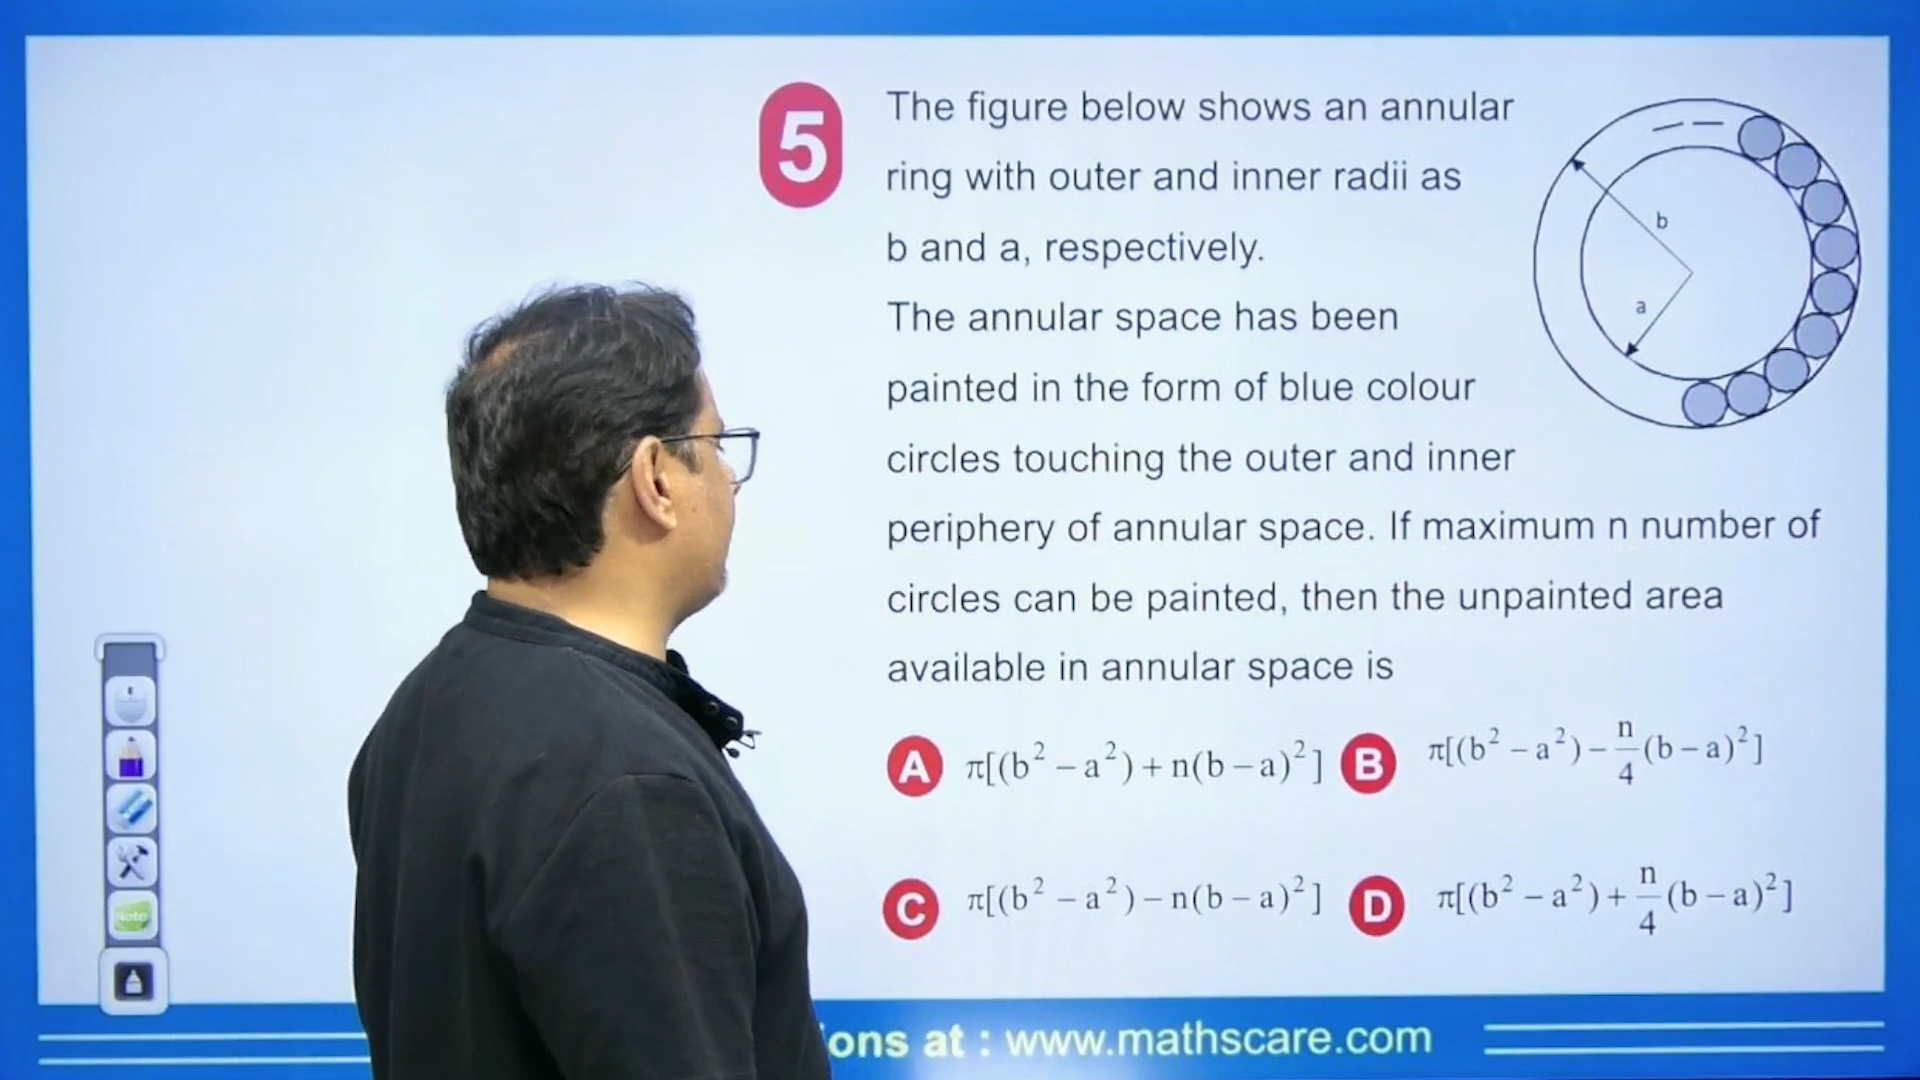 5
The figure below shows an annular
ring with outer and inner radii as
b and a, respectively.
The annular space has been
painted in the form of blue colour
circles touching the outer and inner
periphery of annular space. If maximum n number of
circles can be painted, then the unpainted area
available in annular space is
b
a
A π[(b² – a²) + n(b – a)²] B π[(b² – a²) – n/4 (b – a)²]
C π[(b² – a²) – n(b – a)²] D π[(b² – a²) + n/4 (b – a)²]
Note
ons at : www.mathscare.com